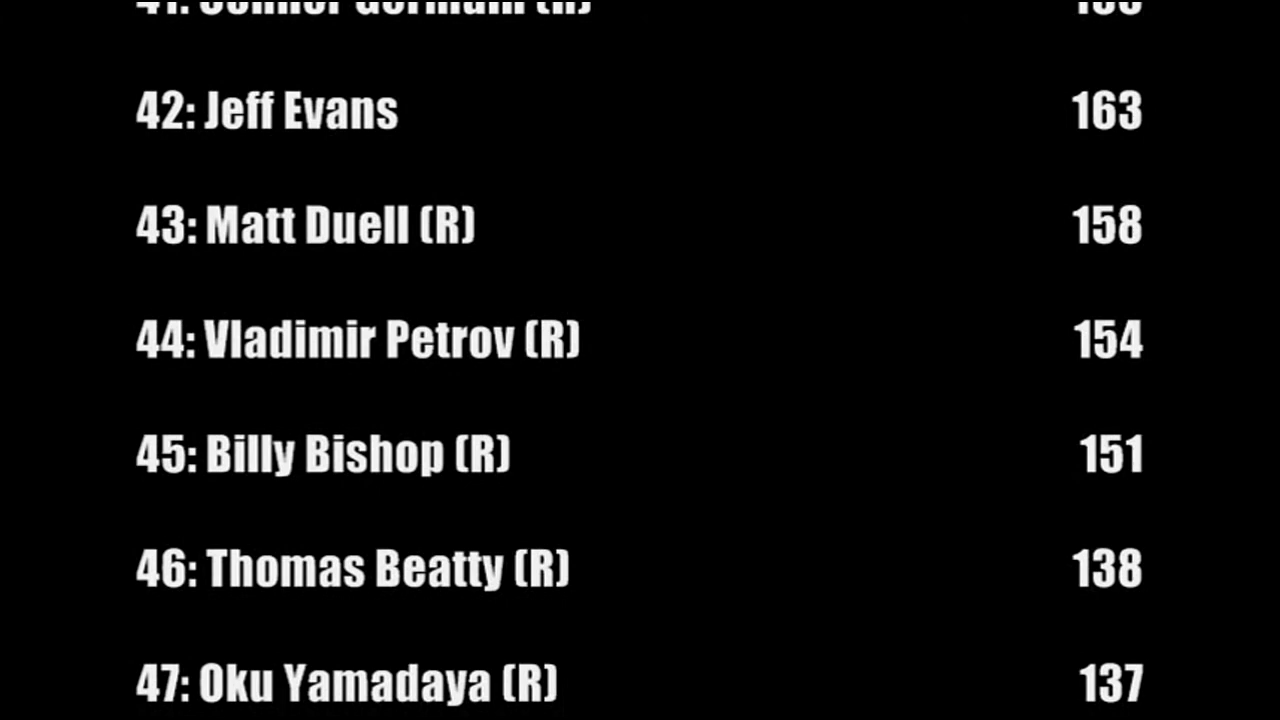 42: Jeff Evans 163
43: Matt Duell (R) 158
44: Vladimir Petrov (R) 154
45: Billy Bishop (R) 151
46: Thomas Beatty (R) 138
47: Oku Yamadaya (R) 137